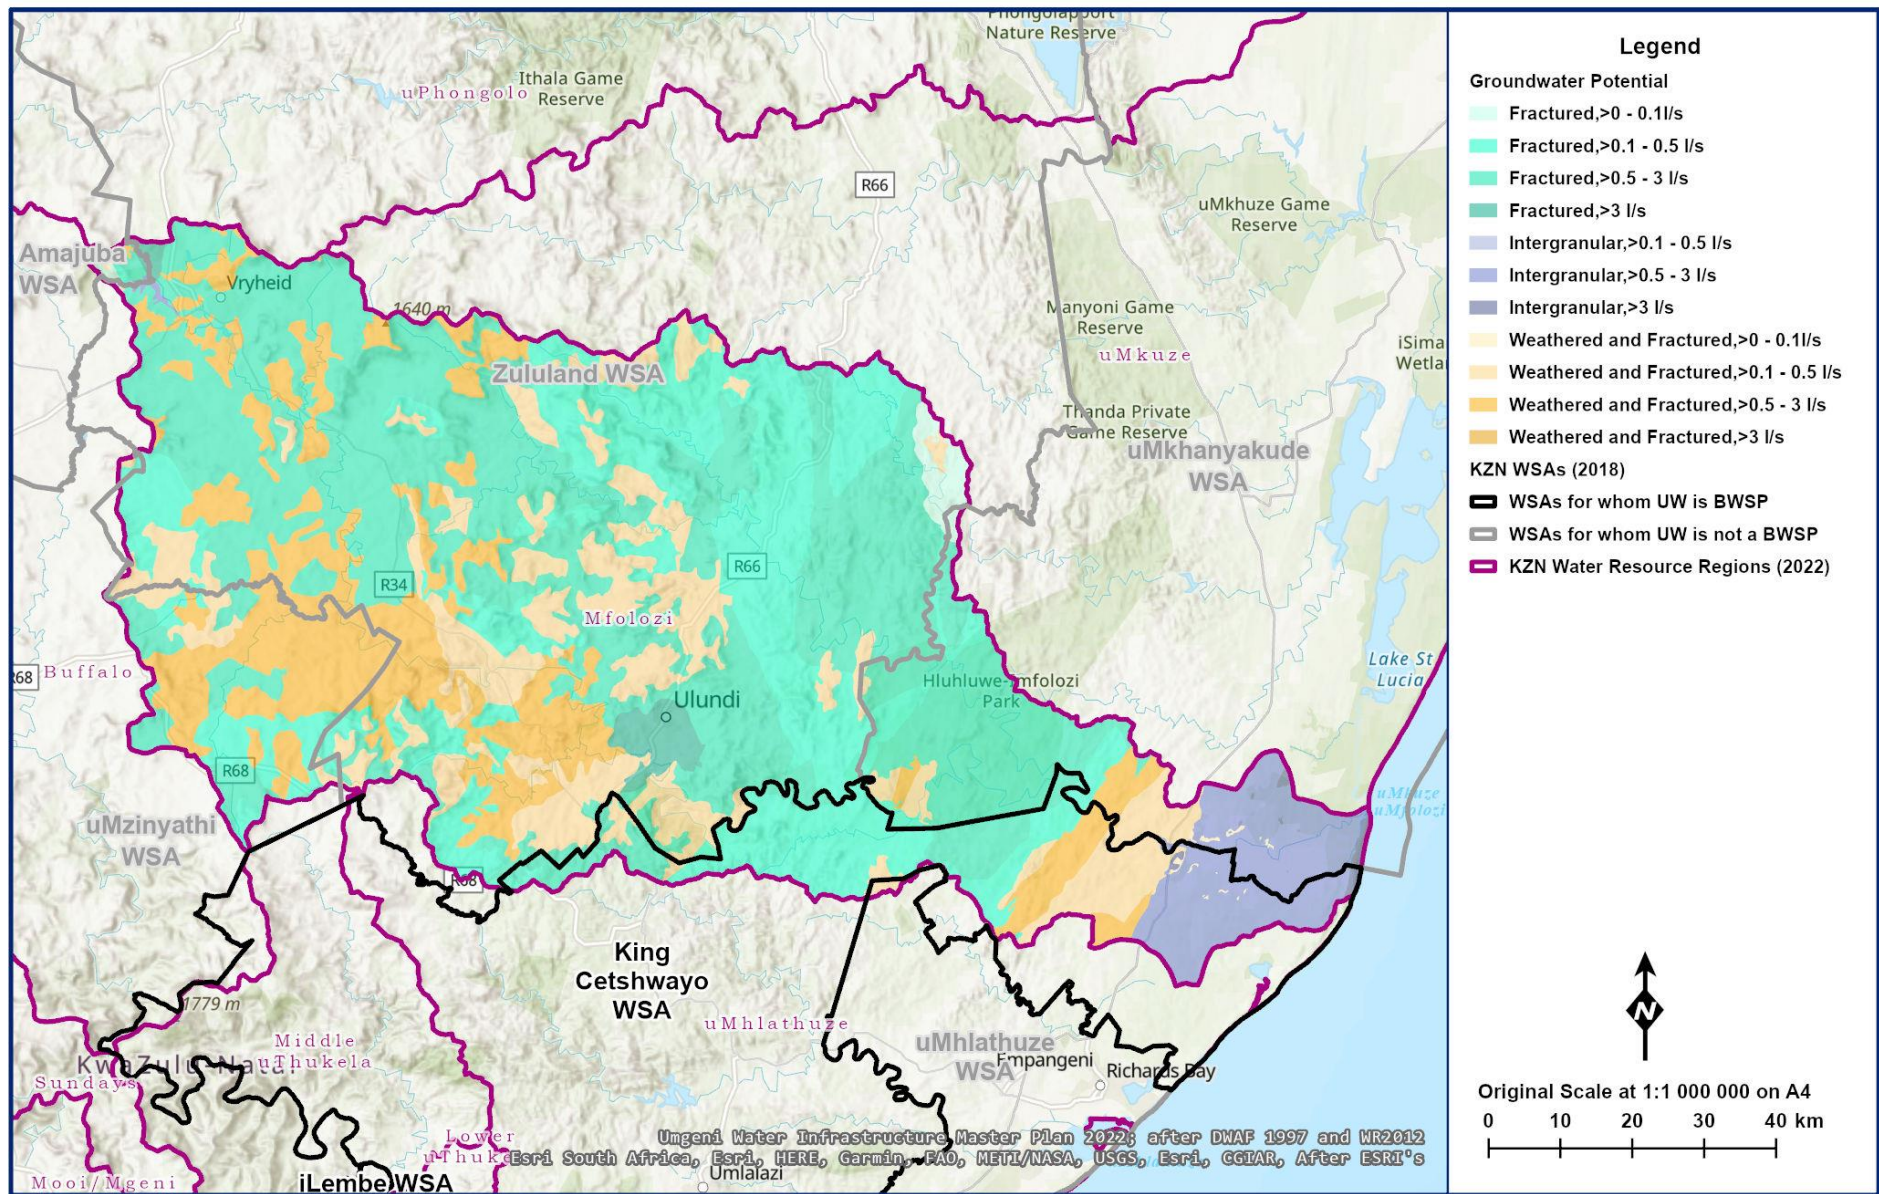 Phongolapoort
Nature Reserve
Ithala Game
Reserve
uPhongolo
R66
uMkhuze Game
Reserve
Amajuba
WSA
Vryheid
1640 m
Manyoni Game
Reserve
uMkuze
iSima
Wetla
Zululand WSA
Thanda Private
Game Reserve
uMkhanyakude
WSA
R66
R34
Mfolozi
R68
Buffalo
Hluhluwe-Imfolozi
Park
Lake St
Lucia
Ulundi
R68
uMkuze
uMfolozi
uMzinyathi
WSA
R68
King
Cetshwayo
WSA
1779 m
uMhlathuze
Middle
uThukela
KwaZulu-Natal
Sundays
uMhlathuze
WSA
Empangeni
Richards Bay
Lower
uThuke
Mooi/Mgeni
iLembe WSA
Umlalazi
Umgeni Water Infrastructure Master Plan 2022; after DWAF 1997 and WR2012
Esri South Africa, Esri, HERE, Garmin, FAO, METI/NASA, USGS, Esri, CGIAR, After ESRI's
Legend
Groundwater Potential
Fractured,>0 - 0.1l/s
Fractured,>0.1 - 0.5 l/s
Fractured,>0.5 - 3 l/s
Fractured,>3 l/s
Intergranular,>0.1 - 0.5 l/s
Intergranular,>0.5 - 3 l/s
Intergranular,>3 l/s
Weathered and Fractured,>0 - 0.1l/s
Weathered and Fractured,>0.1 - 0.5 l/s
Weathered and Fractured,>0.5 - 3 l/s
Weathered and Fractured,>3 l/s
KZN WSAs (2018)
WSAs for whom UW is BWSP
WSAs for whom UW is not a BWSP
KZN Water Resource Regions (2022)
N
Original Scale at 1:1 000 000 on A4
0 10 20 30 40 km